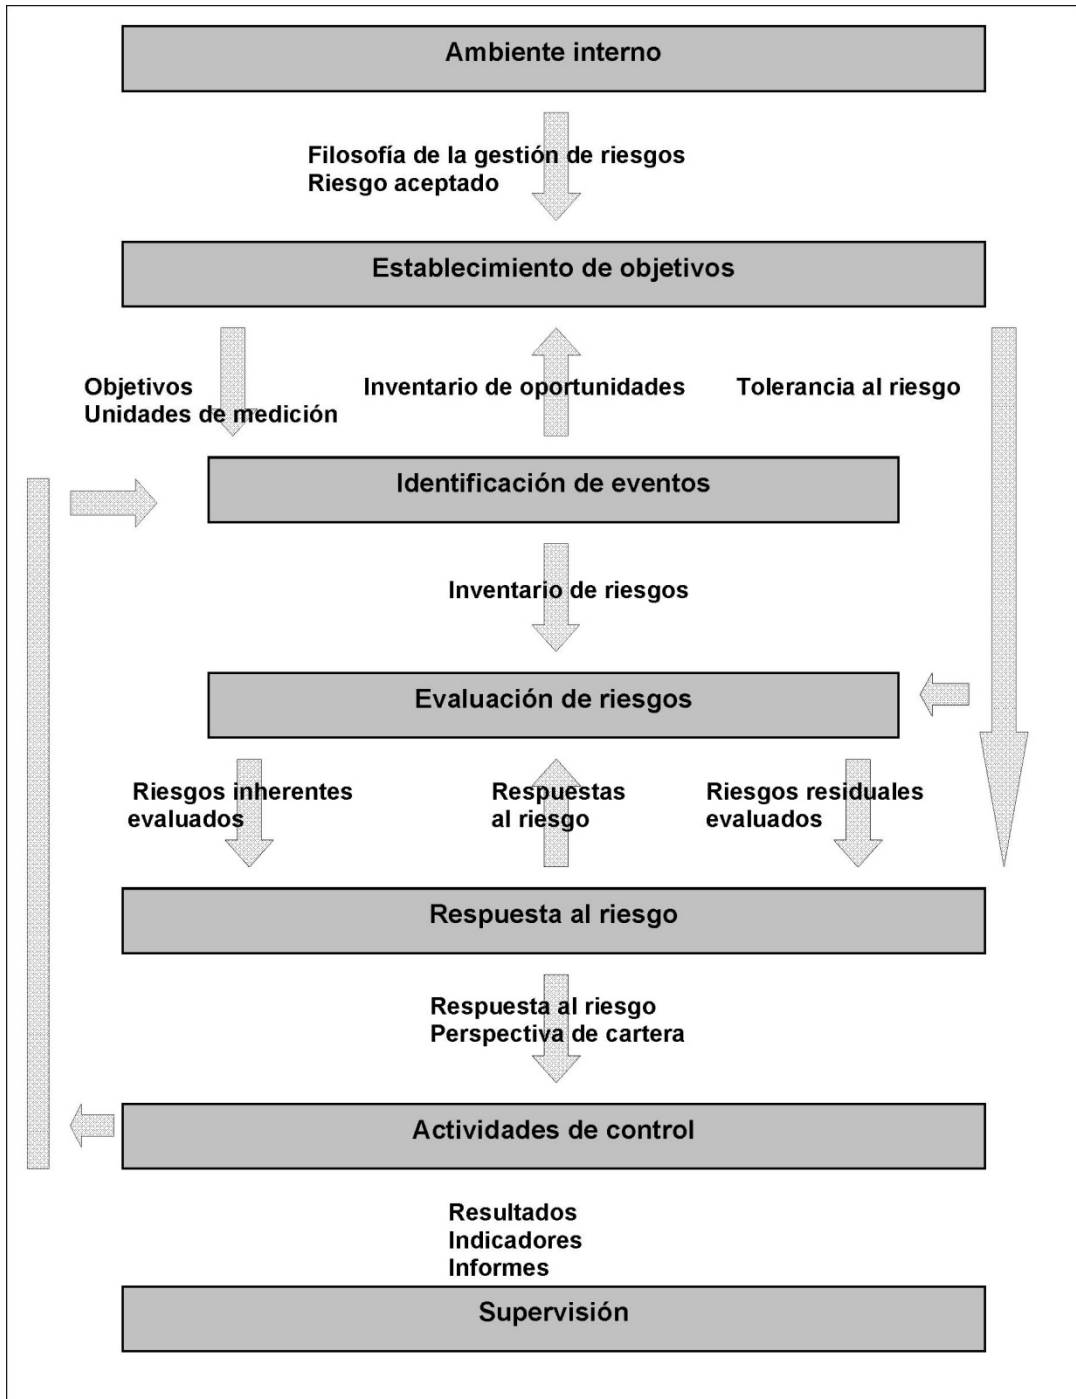 Ambiente interno
Filosofía de la gestión de riesgos
Riesgo aceptado
Establecimiento de objetivos
Objetivos
Unidades de medición
Inventario de oportunidades
Tolerancia al riesgo
Identificación de eventos
Inventario de riesgos
Evaluación de riesgos
Riesgos inherentes
evaluados
Respuestas
al riesgo
Riesgos residuales
evaluados
Respuesta al riesgo
Respuesta al riesgo
Perspectiva de cartera
Actividades de control
Resultados
Indicadores
Informes
Supervisión